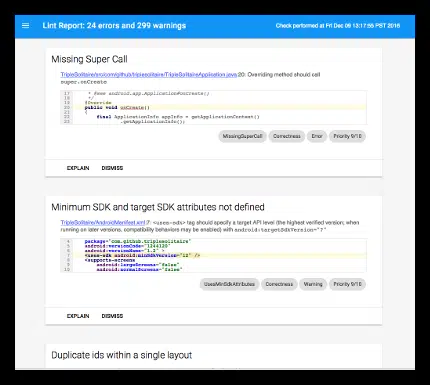 Lint Report: 24 errors and 299 warnings
Check performed at Fri Dec 09 13:17:55 PST 2016
Missing Super Call
TripleSolitaire/src/com/github/triplesolitaire/TripleSolitaireApplication.java:20: Overriding method should call
super.onCreate
17 * @see android.app.Application#onCreate()
18 */
19 @Override
20 public void onCreate()
21 {
22 final ApplicationInfo appInfo = getApplicationContext()
23 .getApplicationInfo();
MissingSuperCall
Correctness
Error
Priority 9/10
EXPLAIN
DISMISS
Minimum SDK and target SDK attributes not defined
TripleSolitaire/AndroidManifest.xml:7: <uses-sdk> tag should specify a target API level (the highest verified version; when
running on later versions, compatibility behaviors may be enabled) with android:targetSdkVersion="?"
4 package="com.github.triplesolitaire"
5 android:versionCode="1244129"
6 android:versionName="1.2" >
7 <uses-sdk android:minSdkVersion="12" />
8 <supports-screens
9 android:largeScreens="false"
10 android:normalScreens="false"
UsesMinSdkAttributes
Correctness
Warning
Priority 9/10
EXPLAIN
DISMISS
Duplicate ids within a single layout